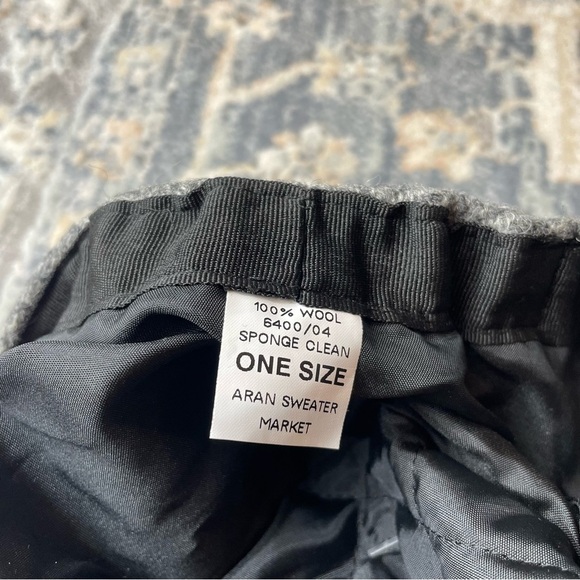 100% WOOL
6400/04
SPONGE CLEAN
ONE SIZE
ARAN SWEATER
MARKET